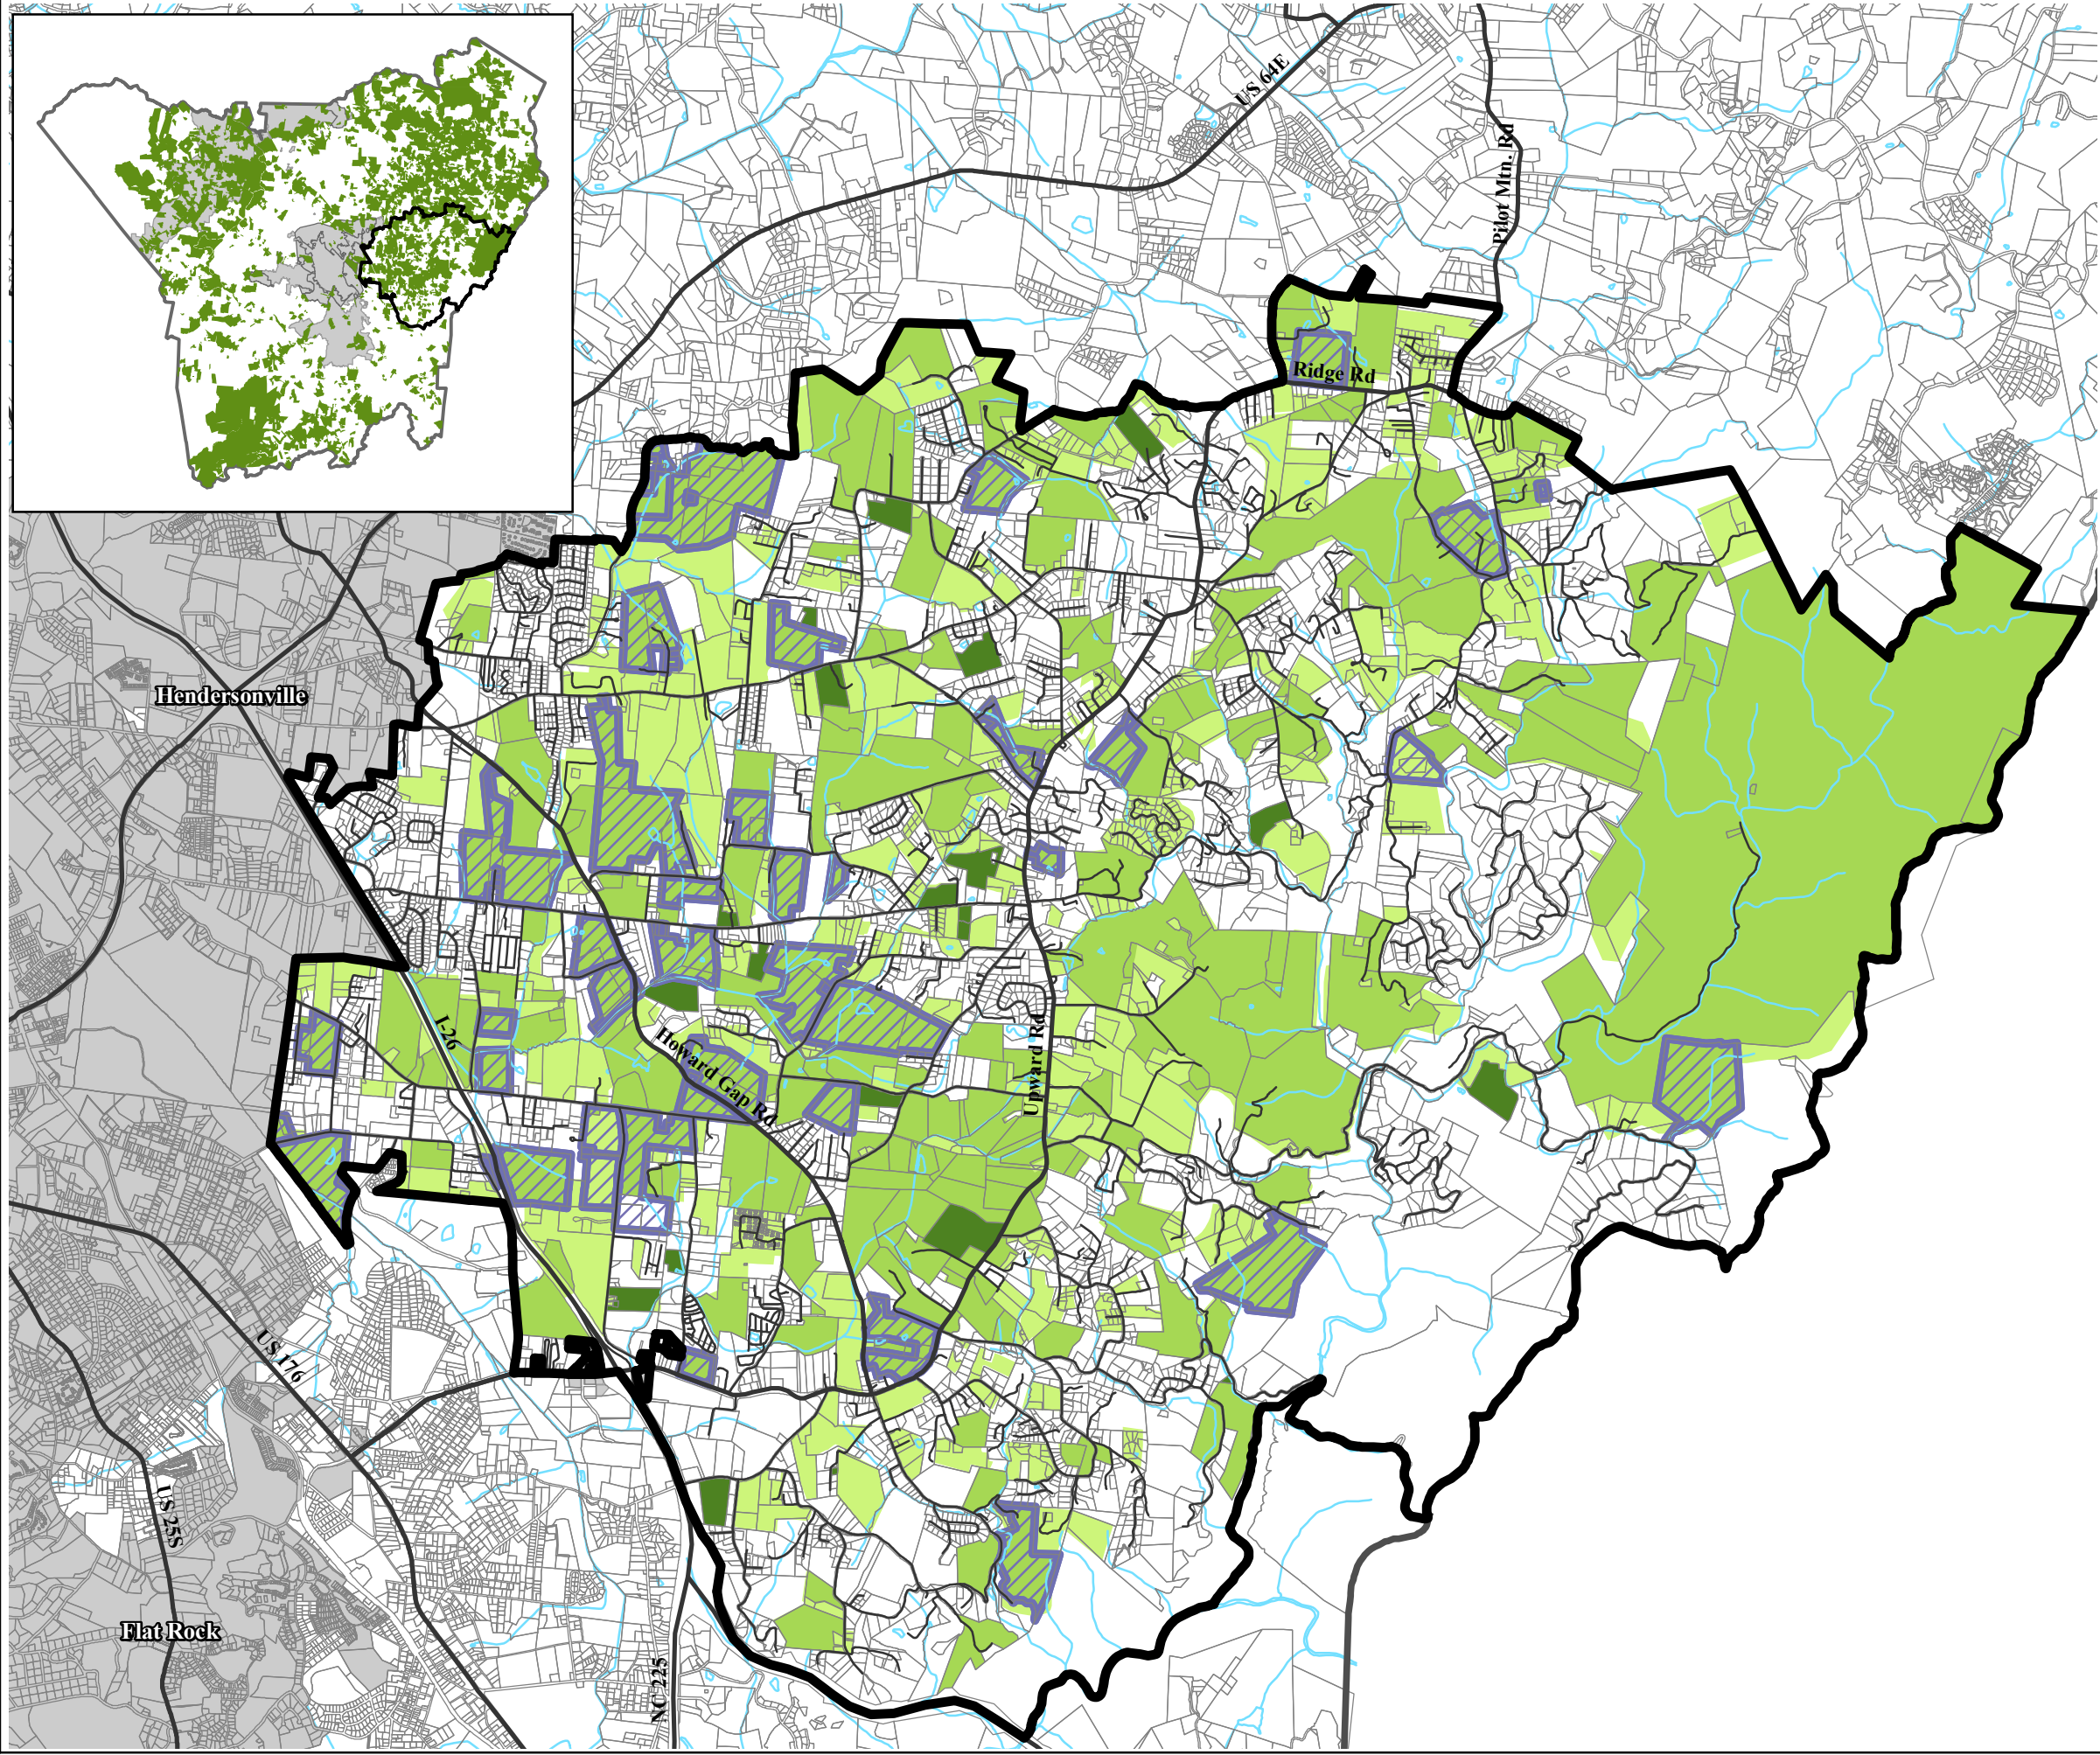 US 64E
Pilot Mtn. Rd
Ridge Rd
Hendersonville
I-26
Howard Gap Rd
Upward Rd
US 176
US 25S
Flat Rock
NC 225